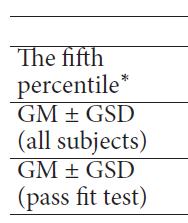 The fifth
percentile*
GM ± GSD
(all subjects)
GM ± GSD
(pass fit test)